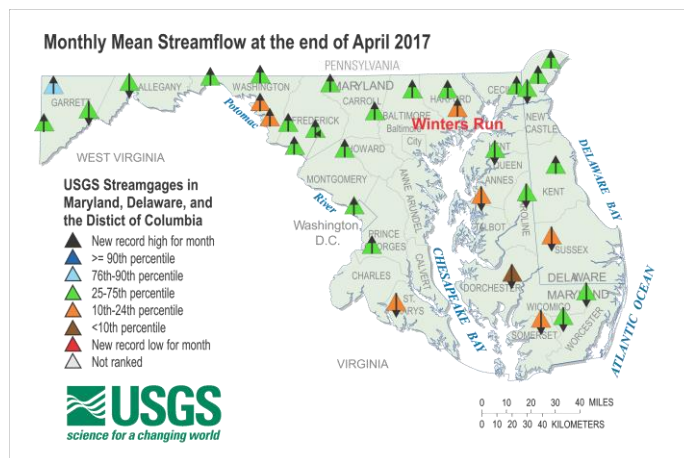 Monthly Mean Streamflow at the end of April 2017
PENNSYLVANIA
GARRETT
ALLEGANY
WASHINGTON
MARYLAND
CARROLL
FREDERICK
BALTIMORE
Baltimore
City
HARFORD
CECIL
Winters Run
NEW
CASTLE
Potomac
WEST VIRGINIA
HOWARD
MONTGOMERY
KENT
QUEEN
ANNES
KENT
DELAWARE BAY
USGS Streamgages in
Maryland, Delaware, and
the Distict of Columbia
New record high for month
>= 90th percentile
76th-90th percentile
25-75th percentile
10th-24th percentile
<10th percentile
New record low for month
Not ranked
River
Washington,
D.C.
ANNE ARUNDEL
CAROLINE
TALBOT
PRINCE
GEORGES
SUSSEX
CHARLES
CALVERT
CHESAPEAKE BAY
ST.
MARYS
DORCHESTER
DELAWARE
MARYLAND
WICOMICO
WORCESTER
SOMERSET
ATLANTIC OCEAN
VIRGINIA
USGS
science for a changing world
0 10 20 40 MILES
0 10 20 30 40 KILOMETERS